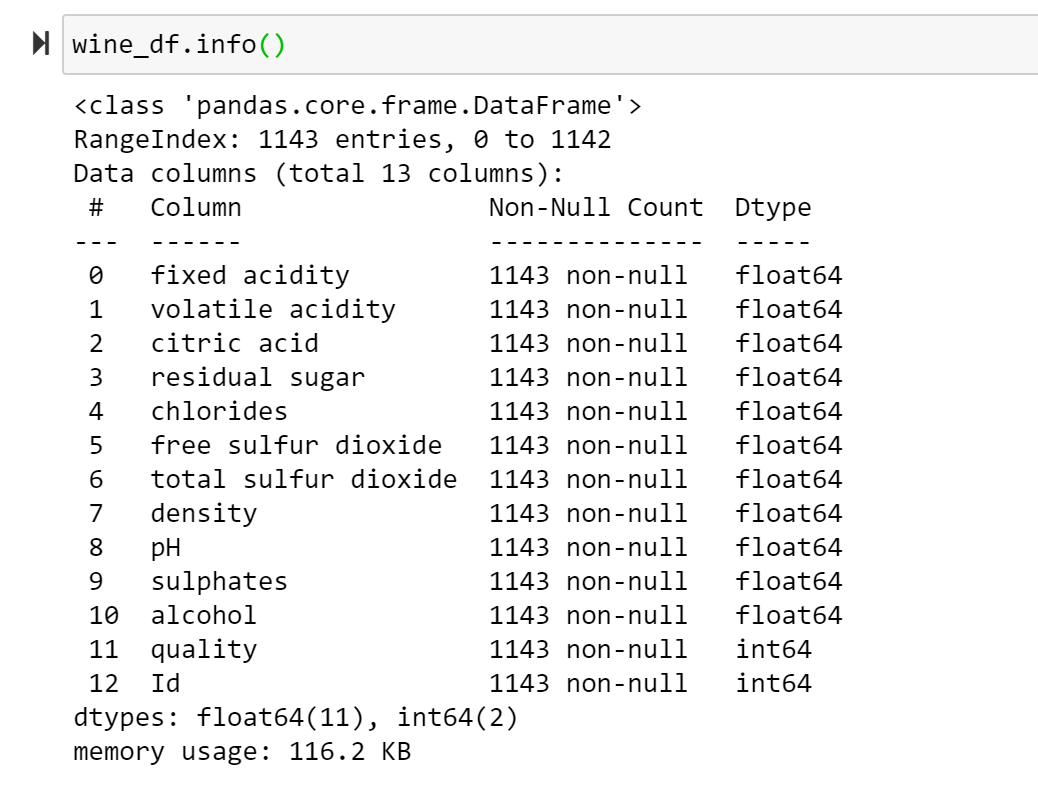 wine_df.info()
<class 'pandas.core.frame.DataFrame'>
RangeIndex: 1143 entries, 0 to 1142
Data columns (total 13 columns):
 #   Column                Non-Null Count  Dtype
---  ------                --------------  -----
 0   fixed acidity         1143 non-null   float64
 1   volatile acidity      1143 non-null   float64
 2   citric acid           1143 non-null   float64
 3   residual sugar        1143 non-null   float64
 4   chlorides             1143 non-null   float64
 5   free sulfur dioxide   1143 non-null   float64
 6   total sulfur dioxide  1143 non-null   float64
 7   density               1143 non-null   float64
 8   pH                    1143 non-null   float64
 9   sulphates             1143 non-null   float64
 10  alcohol               1143 non-null   float64
 11  quality               1143 non-null   int64
 12  Id                    1143 non-null   int64
dtypes: float64(11), int64(2)
memory usage: 116.2 KB